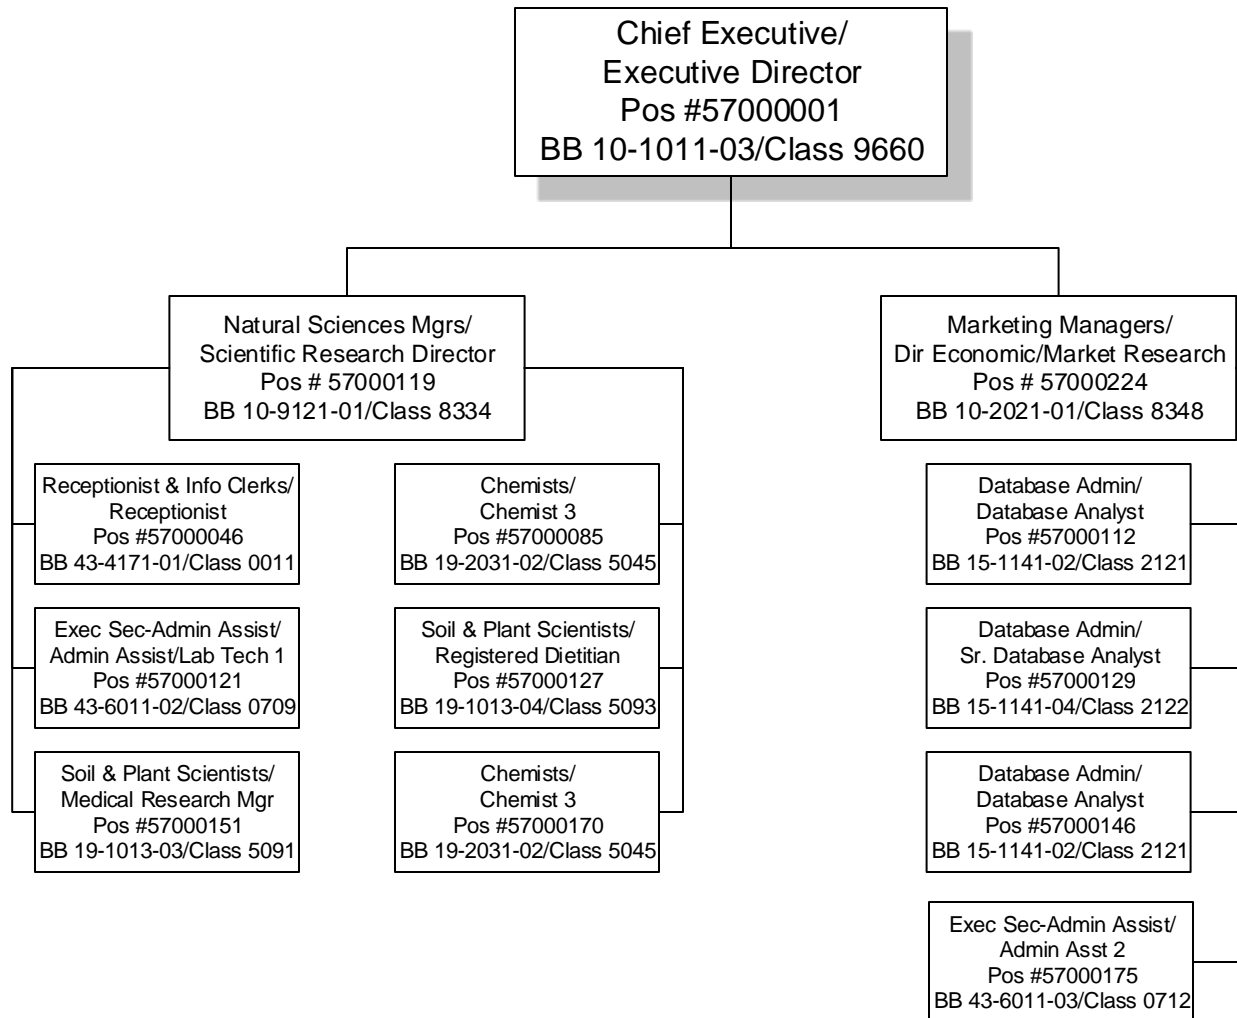 Chief Executive/
Executive Director
Pos #57000001
BB 10-1011-03/Class 9660
Natural Sciences Mgrs/
Scientific Research Director
Pos # 57000119
BB 10-9121-01/Class 8334
Marketing Managers/
Dir Economic/Market Research
Pos # 57000224
BB 10-2021-01/Class 8348
Receptionist & Info Clerks/
Receptionist
Pos #57000046
BB 43-4171-01/Class 0011
Chemists/
Chemist 3
Pos #57000085
BB 19-2031-02/Class 5045
Database Admin/
Database Analyst
Pos #57000112
BB 15-1141-02/Class 2121
Exec Sec-Admin Assist/
Admin Assist/Lab Tech 1
Pos #57000121
BB 43-6011-02/Class 0709
Soil & Plant Scientists/
Registered Dietitian
Pos #57000127
BB 19-1013-04/Class 5093
Database Admin/
Sr. Database Analyst
Pos #57000129
BB 15-1141-04/Class 2122
Soil & Plant Scientists/
Medical Research Mgr
Pos #57000151
BB 19-1013-03/Class 5091
Chemists/
Chemist 3
Pos #57000170
BB 19-2031-02/Class 5045
Database Admin/
Database Analyst
Pos #57000146
BB 15-1141-02/Class 2121
Exec Sec-Admin Assist/
Admin Asst 2
Pos #57000175
BB 43-6011-03/Class 0712